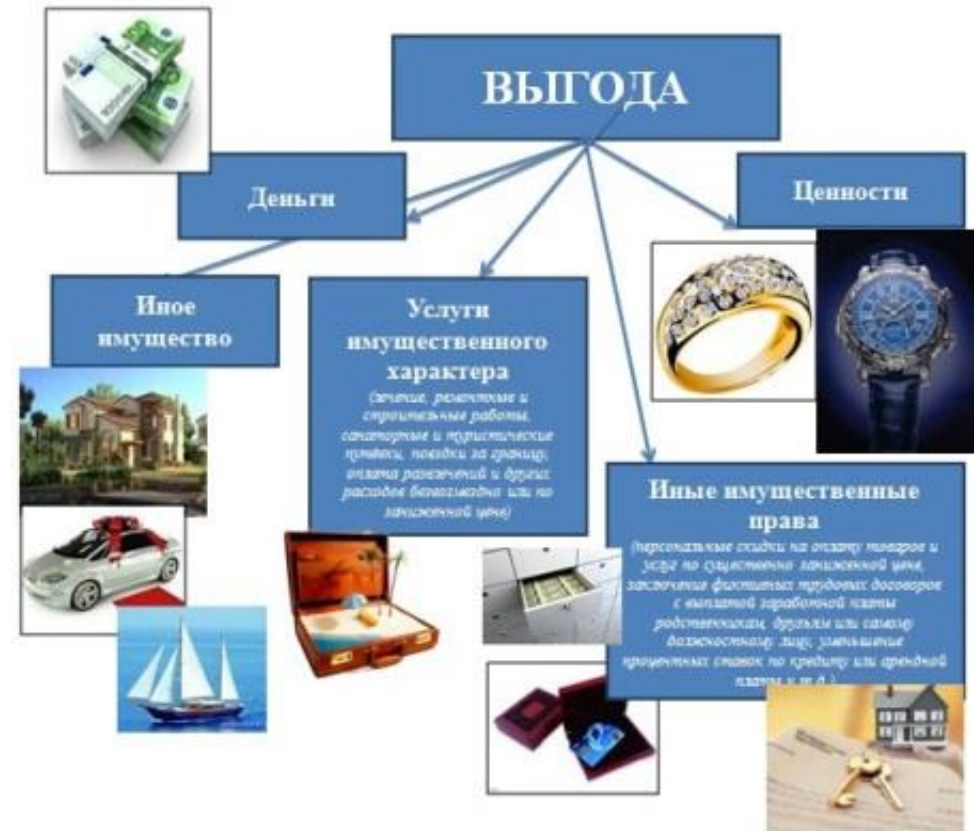 ВЫГОДА
Деньги
Ценности
Иное
имущество
Услуги
имущественного
характера
(лечение, ремонтные и
строительные работы,
санаторные и туристические
путёвки, поездки за границу,
оплата развлечений и других
расходов безвозмездно или по
заниженной цене)
Иные имущественные
права
(персональные скидки на оплату товаров и
услуг по существенно заниженной цене,
заключение фиктивных трудовых договоров
с выплатой заработной платы
родственникам, друзьям или самому
должностному лицу, уменьшение
процентных ставок по кредиту или арендной
платы и т.д.)